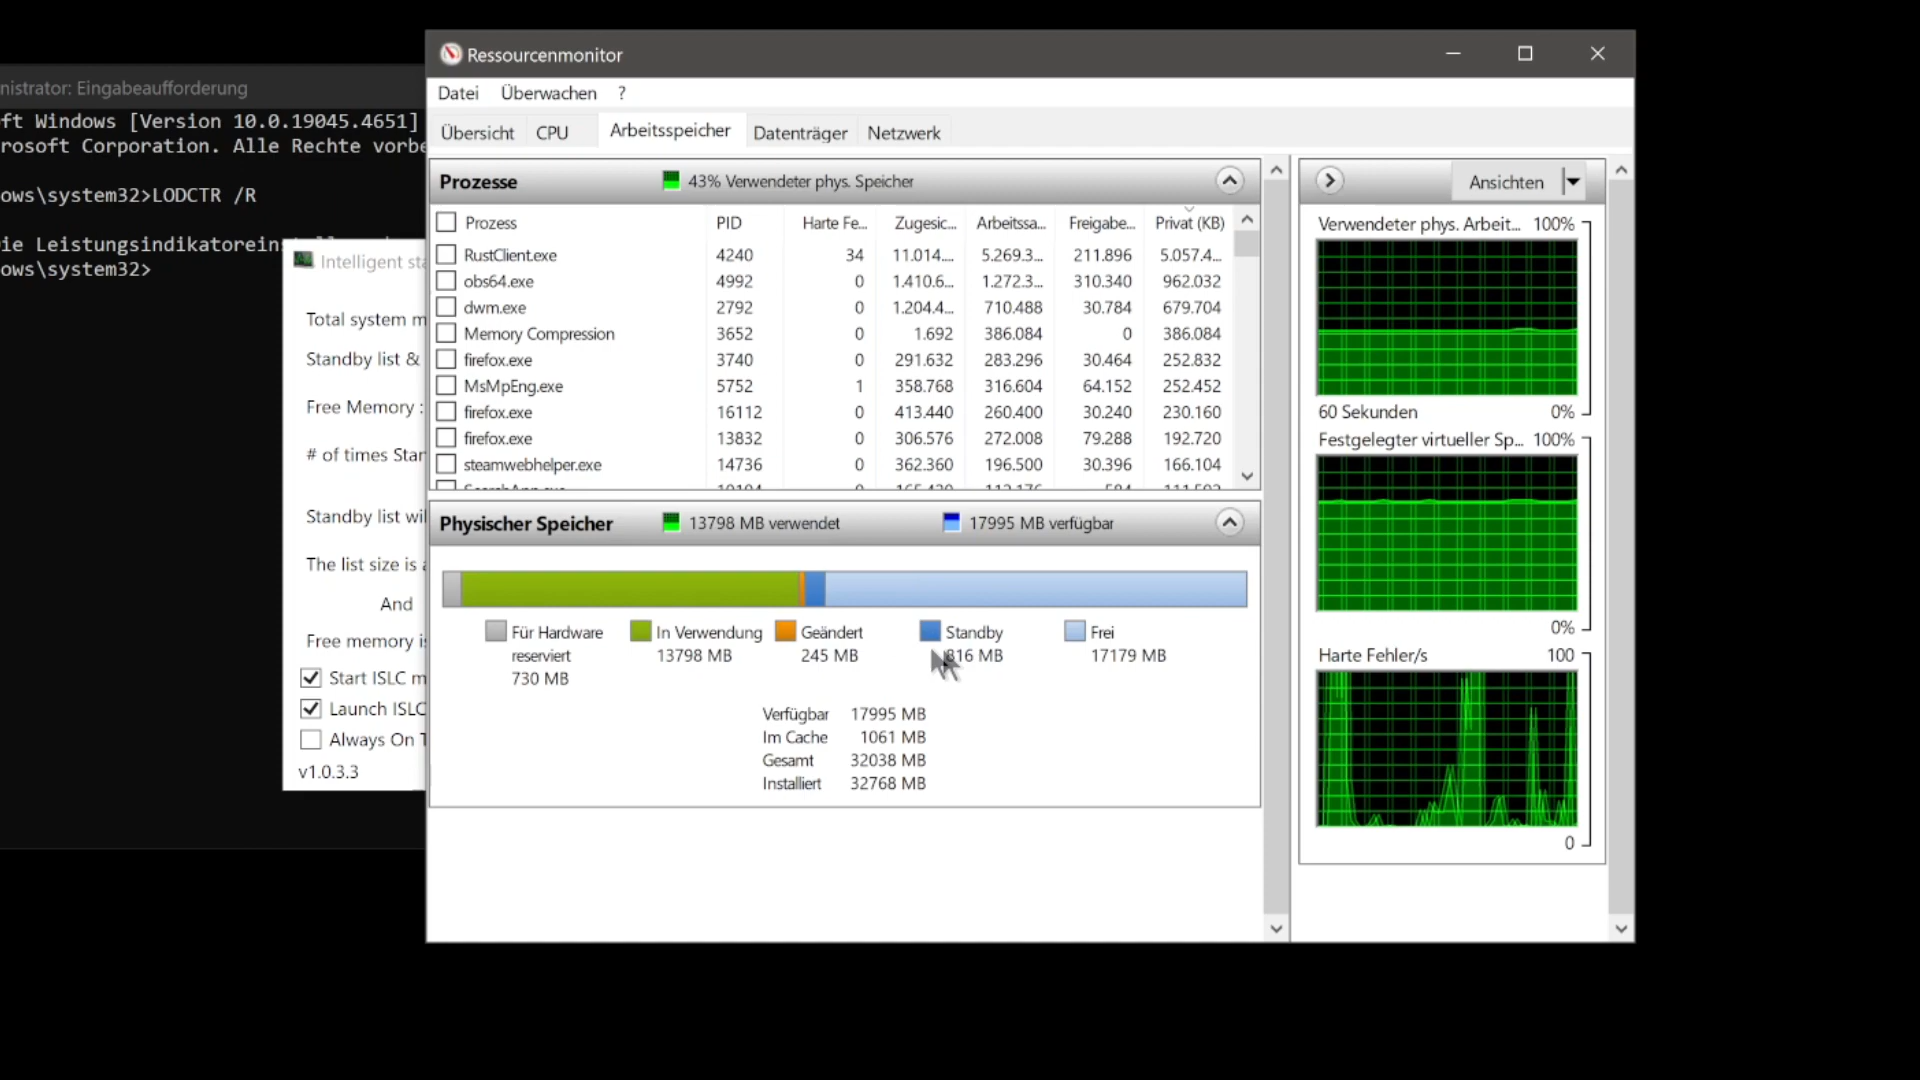 nistrator: Eingabeaufforderung
ft Windows [Version 10.0.19045.4651]
rosoft Corporation. Alle Rechte vorbe
ows\system32>LODCTR /R
ie Leistungsindikatorein
ows\system32>
Intelligent sta
Total system m
Standby list &
Free Memory :
# of times Star
Standby list wil
The list size is a
And
Free memory is
Start ISLC m
Launch ISLC
Always On T
v1.0.3.3
Ressourcenmonitor
Datei Überwachen ?
Übersicht CPU Arbeitsspeicher Datenträger Netzwerk
Prozesse 43% Verwendeter phys. Speicher
Prozess PID Harte Fe... Zugesic... Arbeitssa... Freigabe... Privat (KB)
RustClient.exe 4240 34 11.014.... 5.269.3... 211.896 5.057.4...
obs64.exe 4992 0 1.410.6... 1.272.3... 310.340 962.032
dwm.exe 2792 0 1.204.4... 710.488 30.784 679.704
Memory Compression 3652 0 1.692 386.084 0 386.084
firefox.exe 3740 0 291.632 283.296 30.464 252.832
MsMpEng.exe 5752 1 358.768 316.604 64.152 252.452
firefox.exe 16112 0 413.440 260.400 30.240 230.160
firefox.exe 13832 0 306.576 272.008 79.288 192.720
steamwebhelper.exe 14736 0 362.360 196.500 30.396 166.104
Physischer Speicher 13798 MB verwendet 17995 MB verfügbar
Für Hardware reserviert 730 MB
In Verwendung 13798 MB
Geändert 245 MB
Standby 816 MB
Frei 17179 MB
Verfügbar 17995 MB
Im Cache 1061 MB
Gesamt 32038 MB
Installiert 32768 MB
Ansichten
Verwendeter phys. Arbeit... 100%
60 Sekunden 0%
Festgelegter virtueller Sp... 100%
0%
Harte Fehler/s 100
0